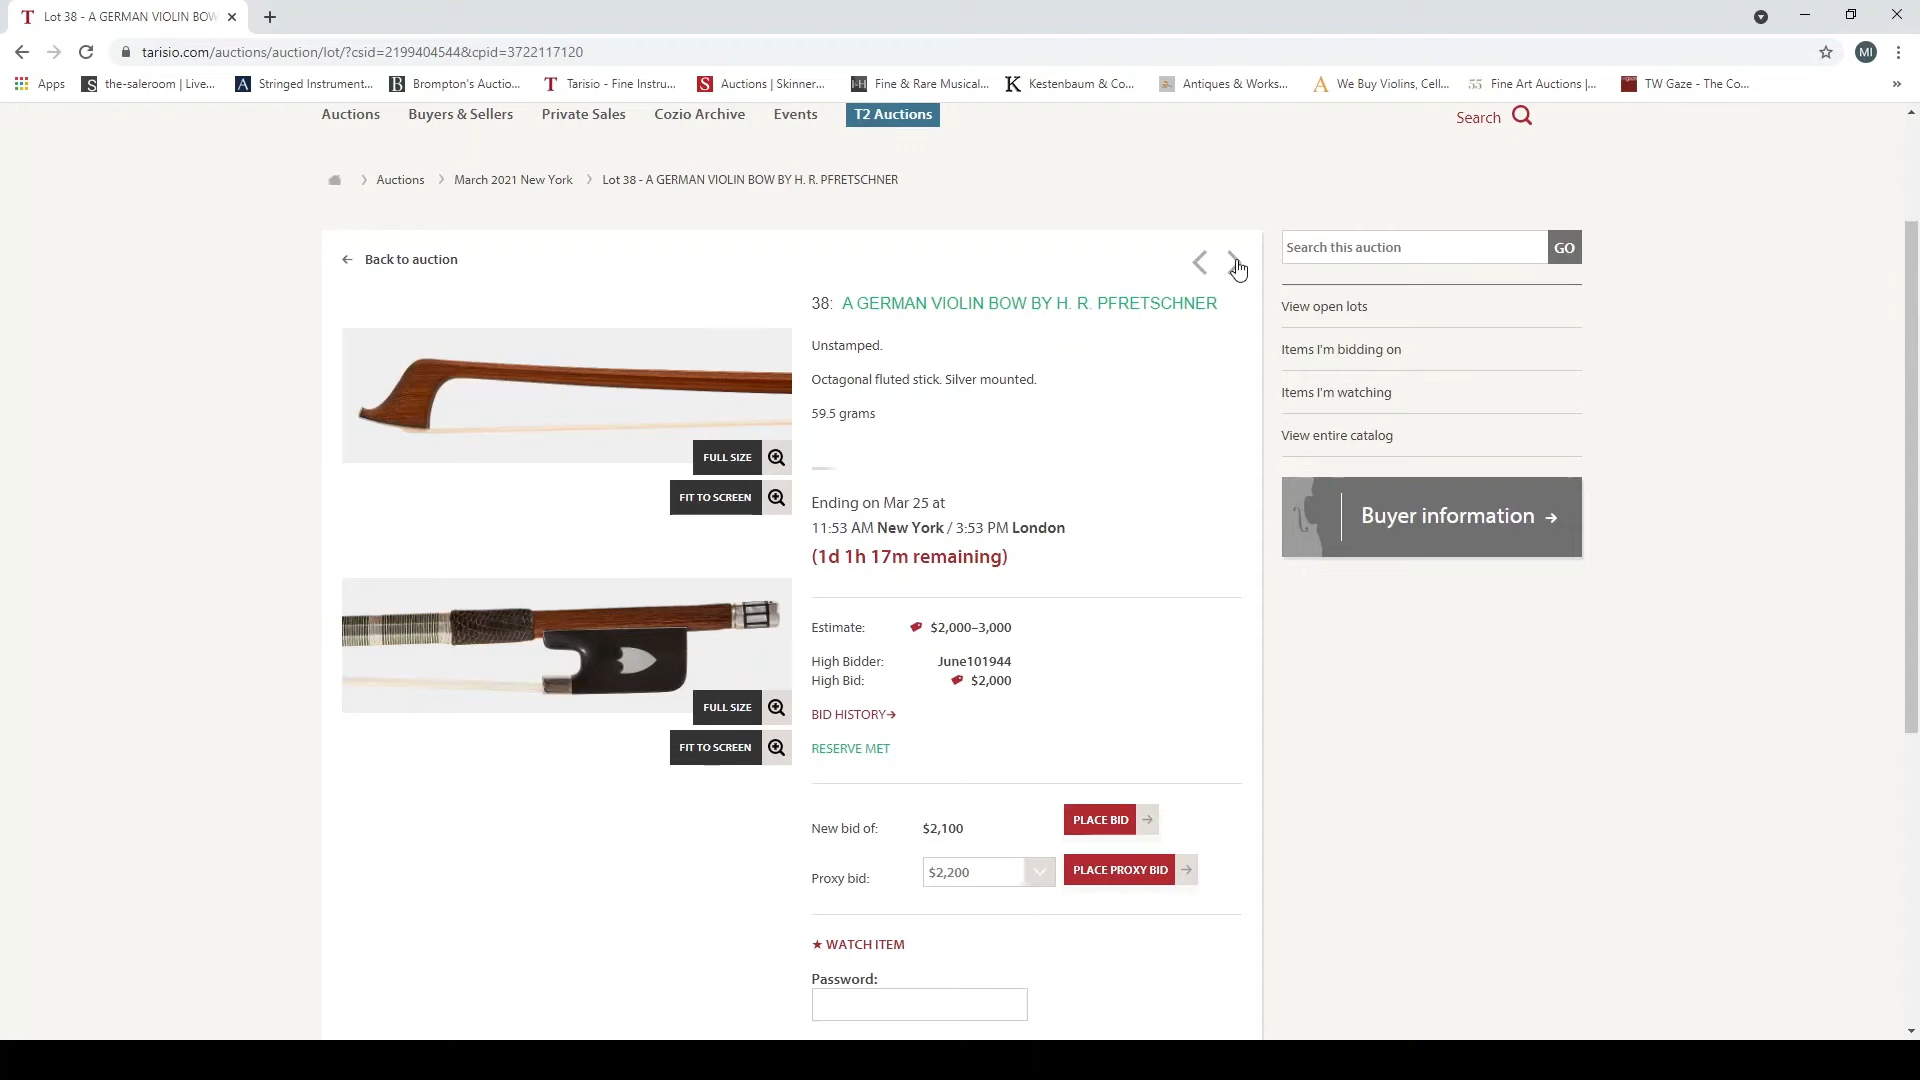 Lot 38 - A GERMAN VIOLIN BOW
tarisio.com/auctions/auction/lot/?csid=2199404544&cpid=3722117120
MI
Apps
the-saleroom | Live...
Stringed Instrument...
Brompton's Auctio...
Tarisio - Fine Instru...
Auctions | Skinner...
Fine & Rare Musical...
Kestenbaum & Co...
Antiques & Works...
We Buy Violins, Cell...
Fine Art Auctions |...
TW Gaze - The Co...
»
Auctions
Buyers & Sellers
Private Sales
Cozio Archive
Events
T2 Auctions
Search
Auctions
March 2021 New York
Lot 38 - A GERMAN VIOLIN BOW BY H. R. PFRETSCHNER
← Back to auction
38: A GERMAN VIOLIN BOW BY H. R. PFRETSCHNER
Unstamped.
Octagonal fluted stick. Silver mounted.
59.5 grams
FULL SIZE
FIT TO SCREEN
Ending on Mar 25 at
11:53 AM New York / 3:53 PM London
(1d 1h 17m remaining)
FULL SIZE
FIT TO SCREEN
Estimate: $2,000–3,000
High Bidder: June101944
High Bid: $2,000
BID HISTORY→
RESERVE MET
New bid of: $2,100 PLACE BID →
Proxy bid: $2,200 PLACE PROXY BID →
★ WATCH ITEM
Password:
Search this auction GO
View open lots
Items I'm bidding on
Items I'm watching
View entire catalog
Buyer information →